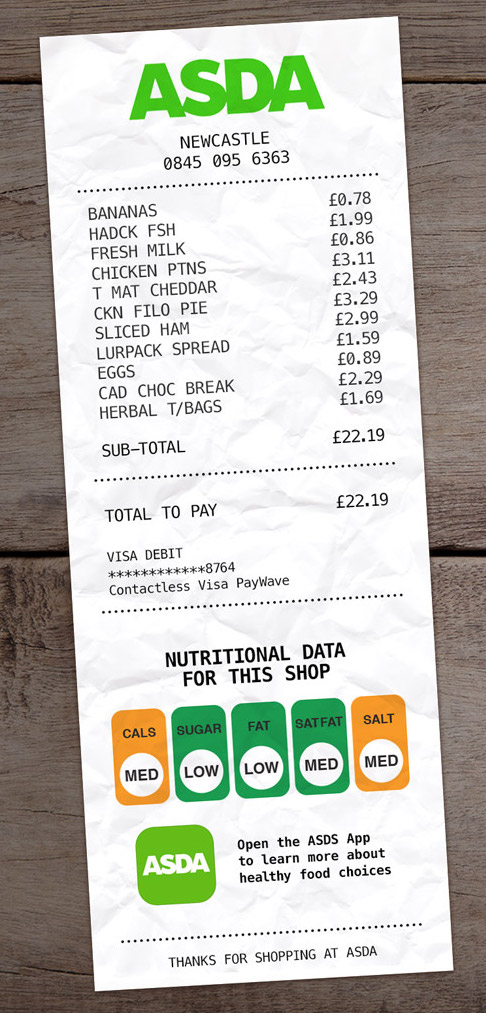 ASDA
NEWCASTLE
0845 095 6363
BANANAS £0.78
HADCK FSH £1.99
FRESH MILK £0.86
CHICKEN PTNS £3.11
T MAT CHEDDAR £2.43
CKN FILO PIE £3.29
SLICED HAM £2.99
LURPACK SPREAD £1.59
EGGS £0.89
CAD CHOC BREAK £2.29
HERBAL T/BAGS £1.69
SUB-TOTAL £22.19
TOTAL TO PAY £22.19
VISA DEBIT
************8764
Contactless Visa PayWave
NUTRITIONAL DATA
FOR THIS SHOP
CALS SUGAR FAT SATFAT SALT
MED LOW LOW MED MED
ASDA
Open the ASDS App
to learn more about
healthy food choices
THANKS FOR SHOPPING AT ASDA